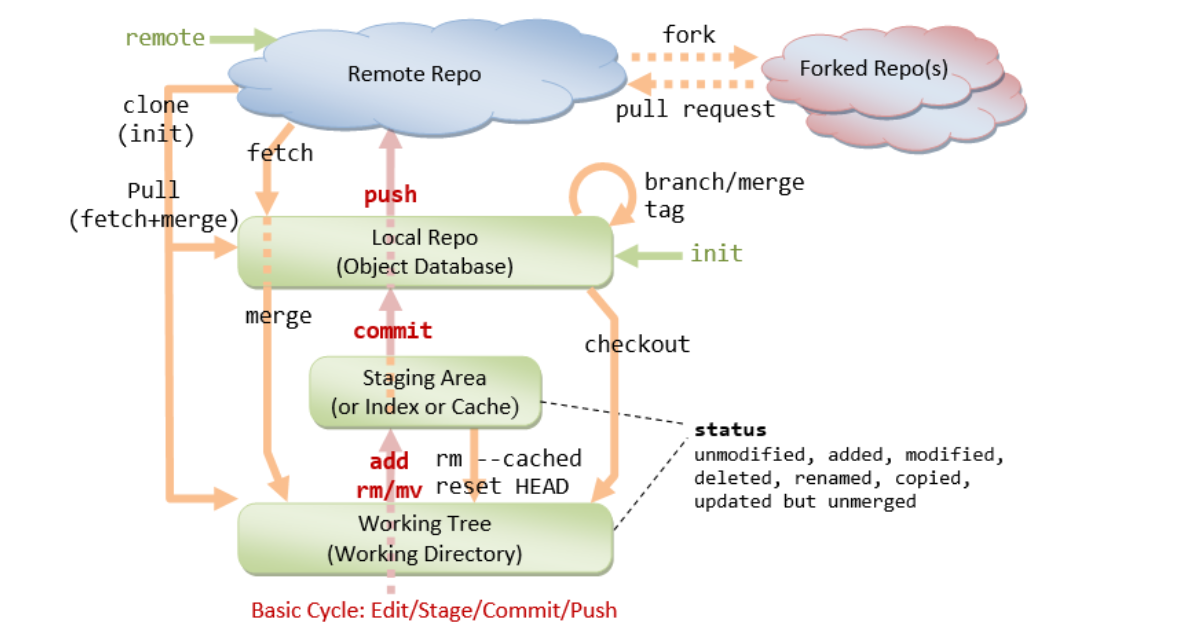 remote
Remote Repo
fork
Forked Repo(s)
pull request
clone
(init)
fetch
Pull
(fetch+merge)
push
branch/merge
tag
Local Repo
(Object Database)
init
merge
commit
checkout
Staging Area
(or Index or Cache)
status
unmodified, added, modified,
deleted, renamed, copied,
updated but unmerged
add
rm/mv
rm --cached
reset HEAD
Working Tree
(Working Directory)
Basic Cycle: Edit/Stage/Commit/Push